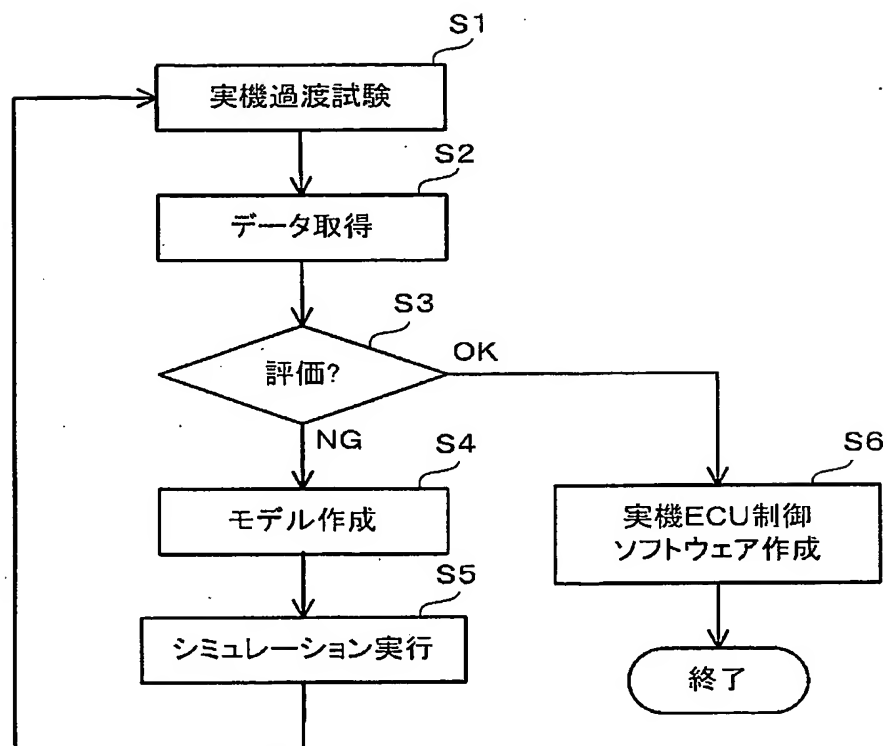 S1
実機過渡試験
S2
データ取得
S3
評価?
OK
NG
S4
モデル作成
S5
シミュレーション実行
S6
実機ECU制御
ソフトウェア作成
終了